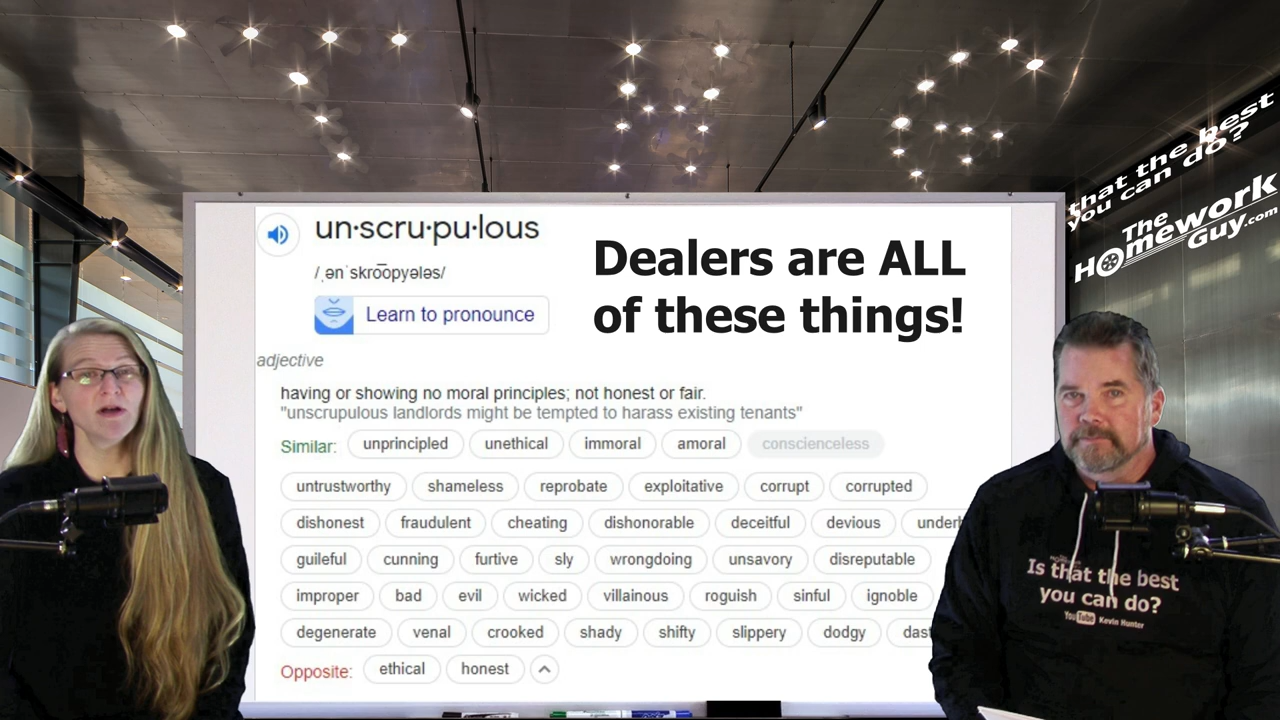 that the best
you can do?
The
Homework
Guy.com
un·scru·pu·lous
Dealers are ALL
of these things!
/ˌənˈskro͞opyələs/
Learn to pronounce
adjective
having or showing no moral principles; not honest or fair.
"unscrupulous landlords might be tempted to harass existing tenants"
Similar: unprincipled unethical immoral amoral conscienceless
untrustworthy shameless reprobate exploitative corrupt corrupted
dishonest fraudulent cheating dishonorable deceitful devious underh
guileful cunning furtive sly wrongdoing unsavory disreputable
improper bad evil wicked villainous roguish sinful ignoble
degenerate venal crooked shady shifty slippery dodgy dast
Opposite: ethical honest
Is that the best
you can do?
YouTube Kevin Hunter